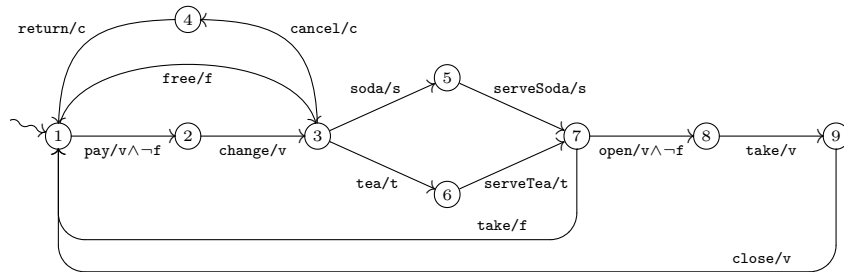 return/c
4
cancel/c
free/f
soda/s
5
serveSoda/s
1
pay/v∧¬f
2
change/v
3
7
open/v∧¬f
8
take/v
9
tea/t
6
serveTea/t
take/f
close/v